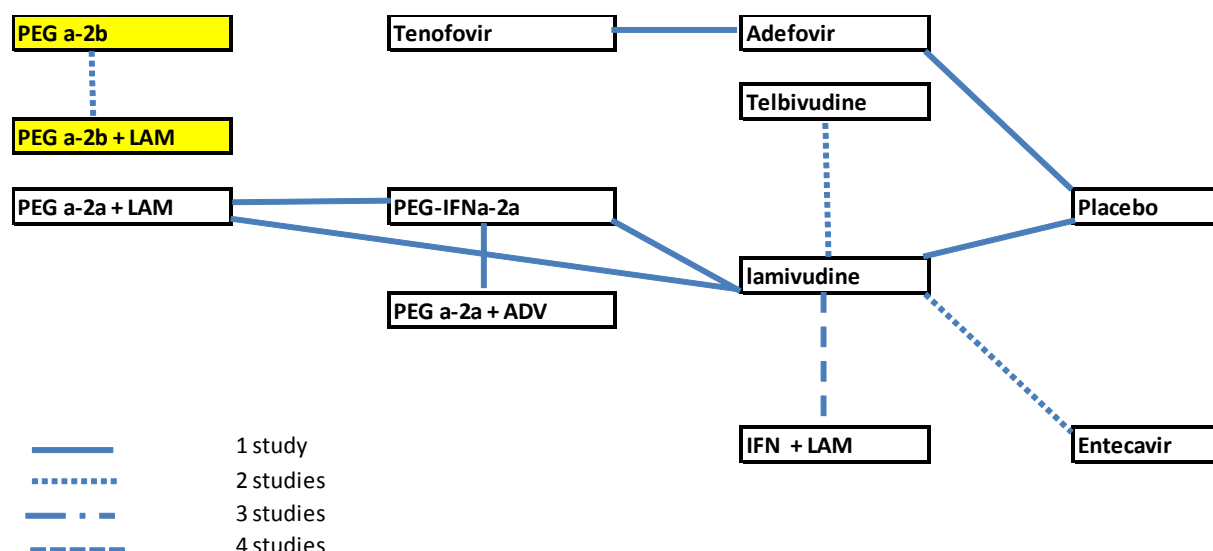 PEG a-2b
Tenofovir
Adefovir
Telbivudine
PEG a-2b + LAM
PEG a-2a + LAM
PEG-IFNa-2a
Placebo
lamivudine
PEG a-2a + ADV
IFN + LAM
Entecavir
1 study
2 studies
3 studies
4 studies